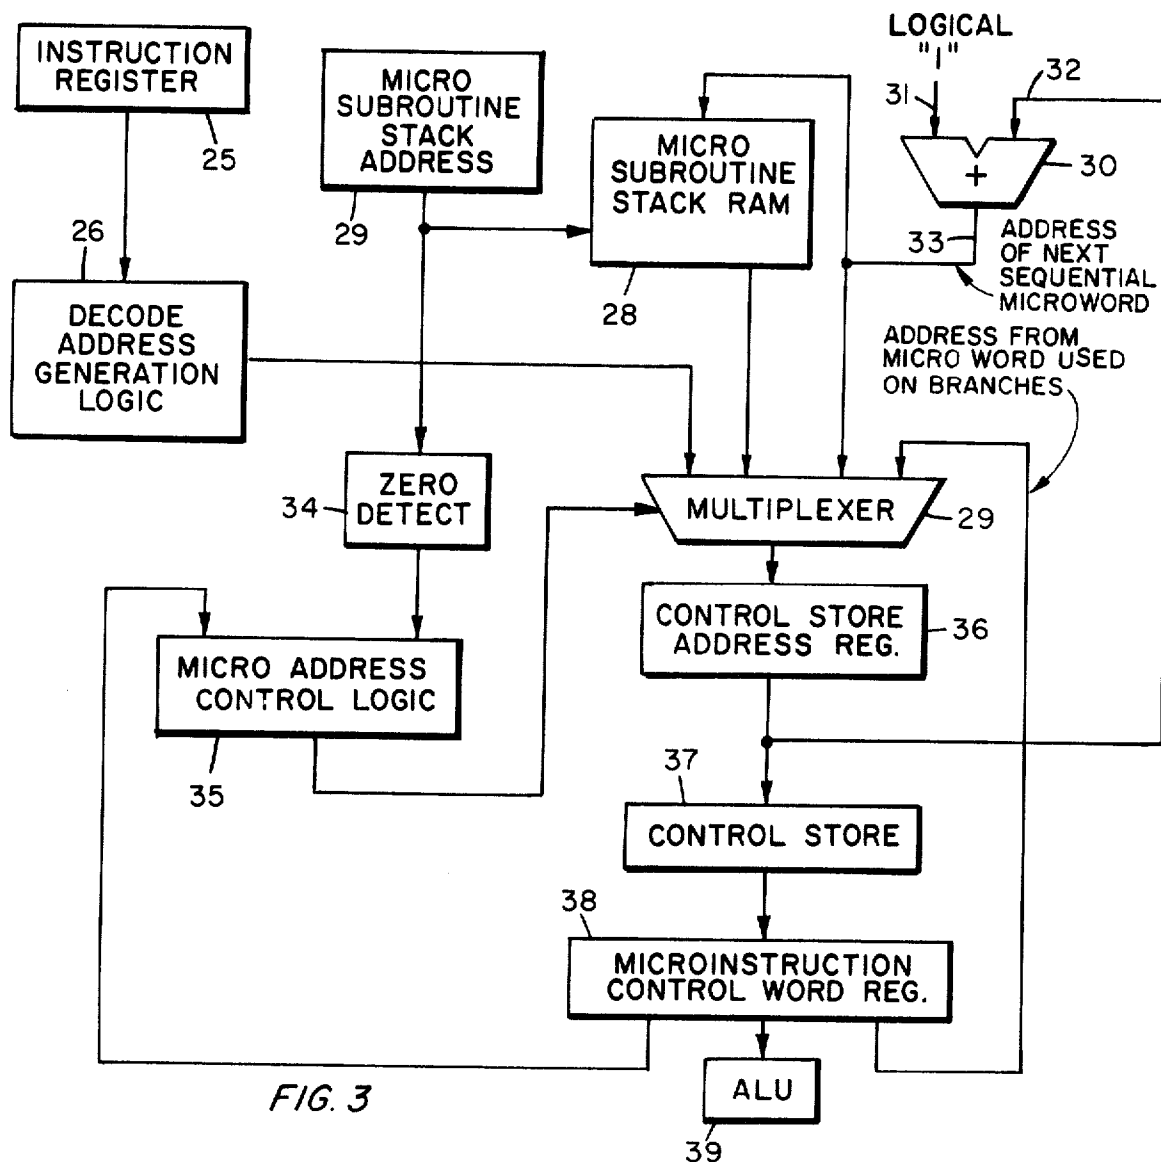 INSTRUCTION
REGISTER
25
MICRO
SUBROUTINE
STACK
ADDRESS
29
MICRO
SUBROUTINE
STACK RAM
28
LOGICAL
"1"
31
32
+
30
33
ADDRESS
OF NEXT
SEQUENTIAL
MICROWORD
26
DECODE
ADDRESS
GENERATION
LOGIC
ADDRESS FROM
MICRO WORD USED
ON BRANCHES
34
ZERO
DETECT
MULTIPLEXER
29
CONTROL STORE
ADDRESS REG.
36
MICRO ADDRESS
CONTROL LOGIC
35
37
CONTROL STORE
38
MICROINSTRUCTION
CONTROL WORD REG.
ALU
39
FIG. 3